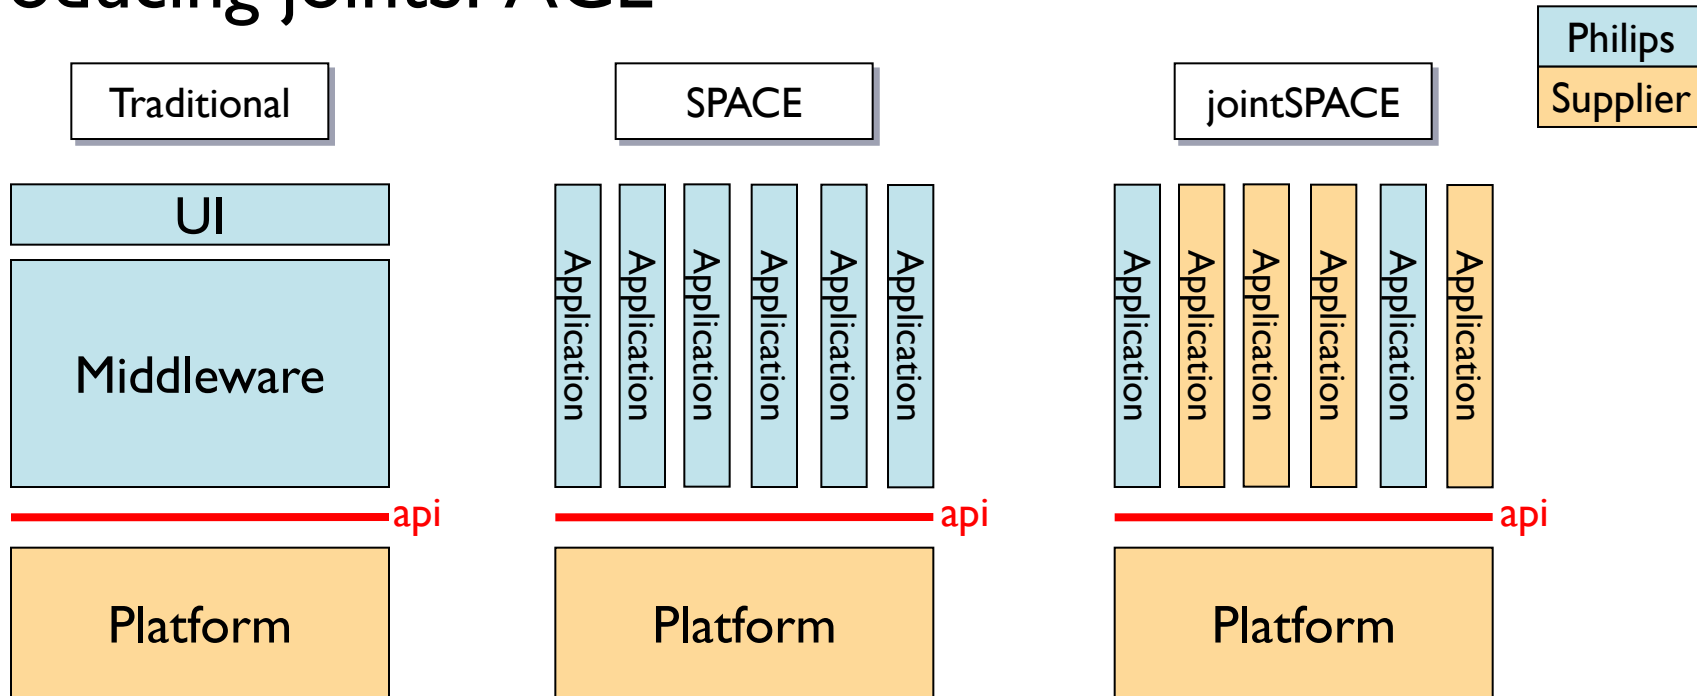 jointSPACE
Philips
Supplier
Traditional
SPACE
jointSPACE
UI
Middleware
Application
Application
Application
Application
Application
Application
Application
Application
Application
Application
Application
Application
api
api
api
Platform
Platform
Platform